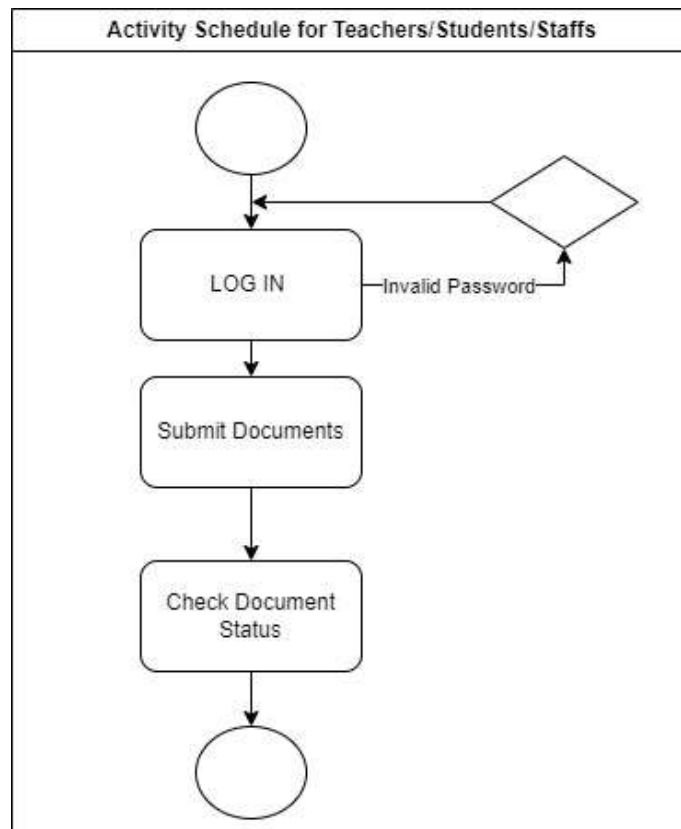 Activity Schedule for Teachers/Students/Staffs
LOG IN
Invalid Password
Submit Documents
Check Document
Status